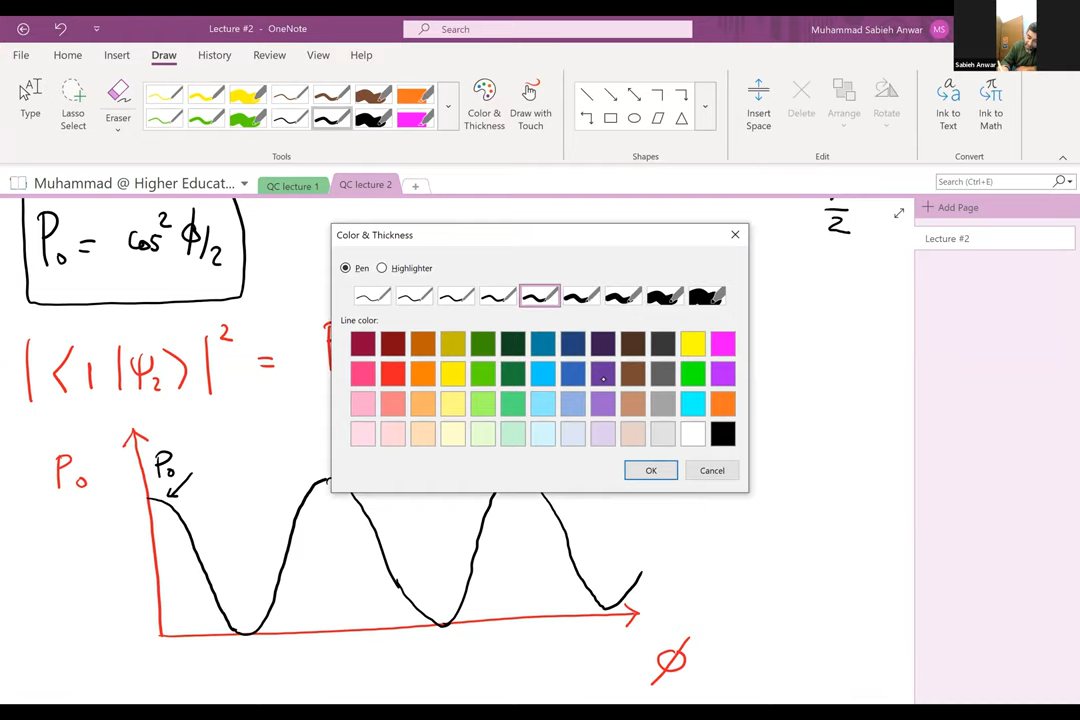 Lecture #2 - OneNote
Search
Muhammad Sabieh Anwar
MS
Sabieh Anwar
File Home Insert Draw History Review View Help
Type
Lasso Select
Eraser
Color & Thickness
Draw with Touch
Insert Space
Delete
Arrange
Rotate
a
Ink to Text
π
Ink to Math
Tools
Shapes
Edit
Convert
Muhammad @ Higher Educat...
QC lecture 1
QC lecture 2
+
Search (Ctrl+E)
Add Page
Lecture #2
P₀ = cos² ϕ/2
2
Color & Thickness
Pen
Highlighter
Line color:
OK
Cancel
|⟨1|ψ₂⟩|² =
P₀
P₀
ϕ